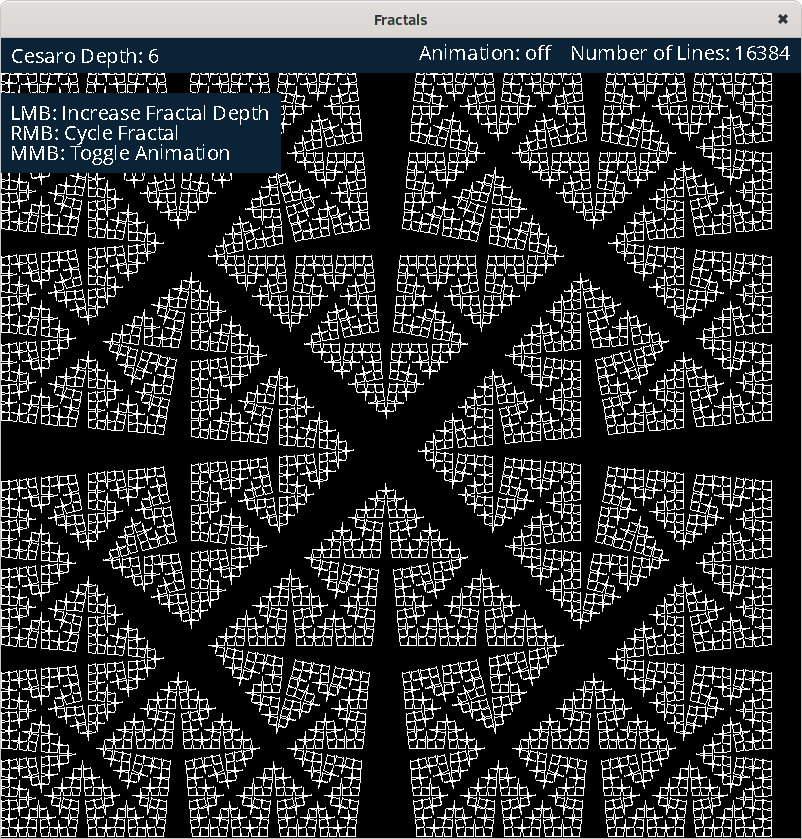 Fractals
Cesaro Depth: 6
Animation: off
Number of Lines: 16384
LMB: Increase Fractal Depth
RMB: Cycle Fractal
MMB: Toggle Animation